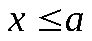 x ≤ a